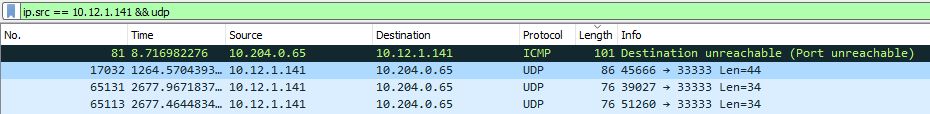 ip.src == 10.12.1.141 && udp
No. Time Source Destination Protocol Length Info
81 8.716982276 10.204.0.65 10.12.1.141 ICMP 101 Destination unreachable (Port unreachable)
17032 1264.5704393… 10.12.1.141 10.204.0.65 UDP 86 45666 → 33333 Len=44
65131 2677.9671837… 10.12.1.141 10.204.0.65 UDP 76 39027 → 33333 Len=34
65113 2677.4644834… 10.12.1.141 10.204.0.65 UDP 76 51260 → 33333 Len=34